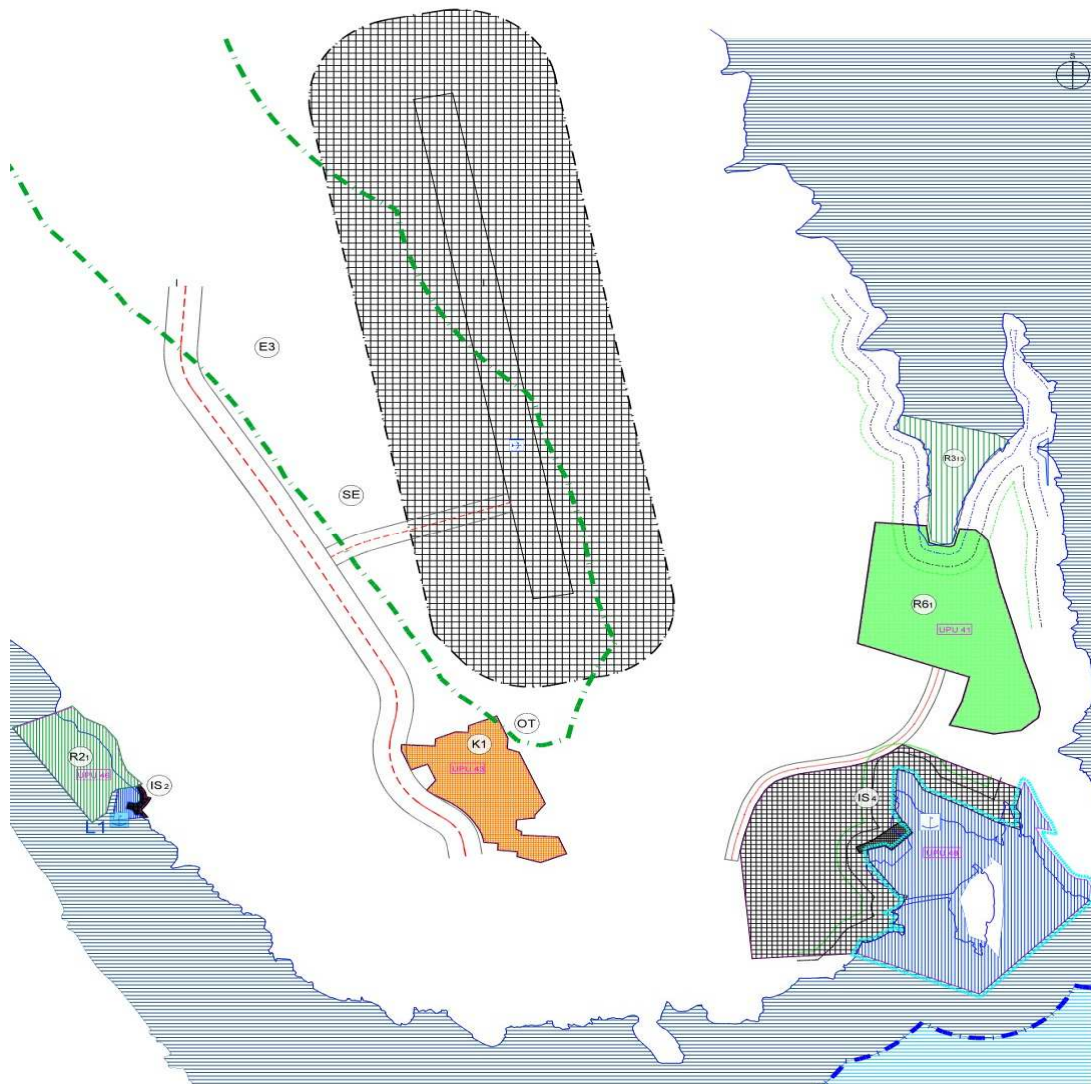 S
E3
R3₁₃
SE
R6₁
UPU 41
OT
K1
UPU 43
R2₁
UPU 46
IS₂
L1
IS₄
UPU 48